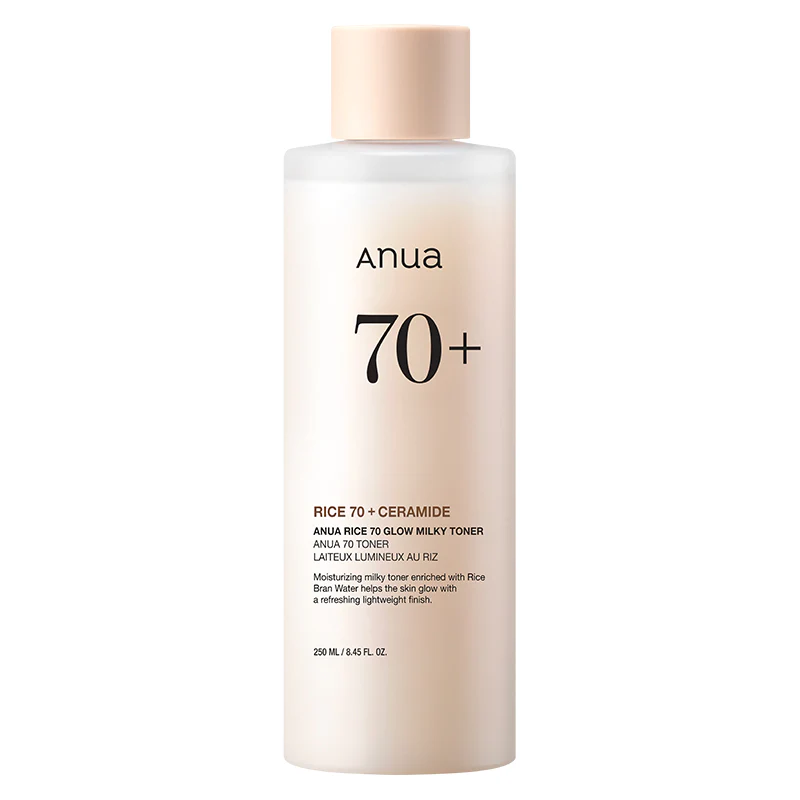 Anua
70+
RICE 70 + CERAMIDE
ANUA RICE 70 GLOW MILKY TONER
ANUA 70 TONER
LAITEUX LUMINEUX AU RIZ
Moisturizing milky toner enriched with Rice
Bran Water helps the skin glow with
a refreshing lightweight finish.
250 ML / 8.45 FL. OZ.